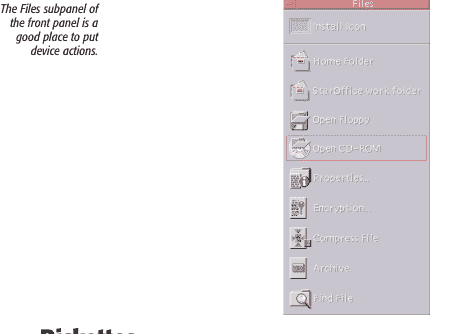 The Files subpanel of
the front panel is a
good place to put
device actions.
Files
Install Icon
Home Folder
StarOffice work folder
Open Floppy
Open CD-ROM
Properties...
Encryption...
Compress File
Archive
Find File
Diskettes